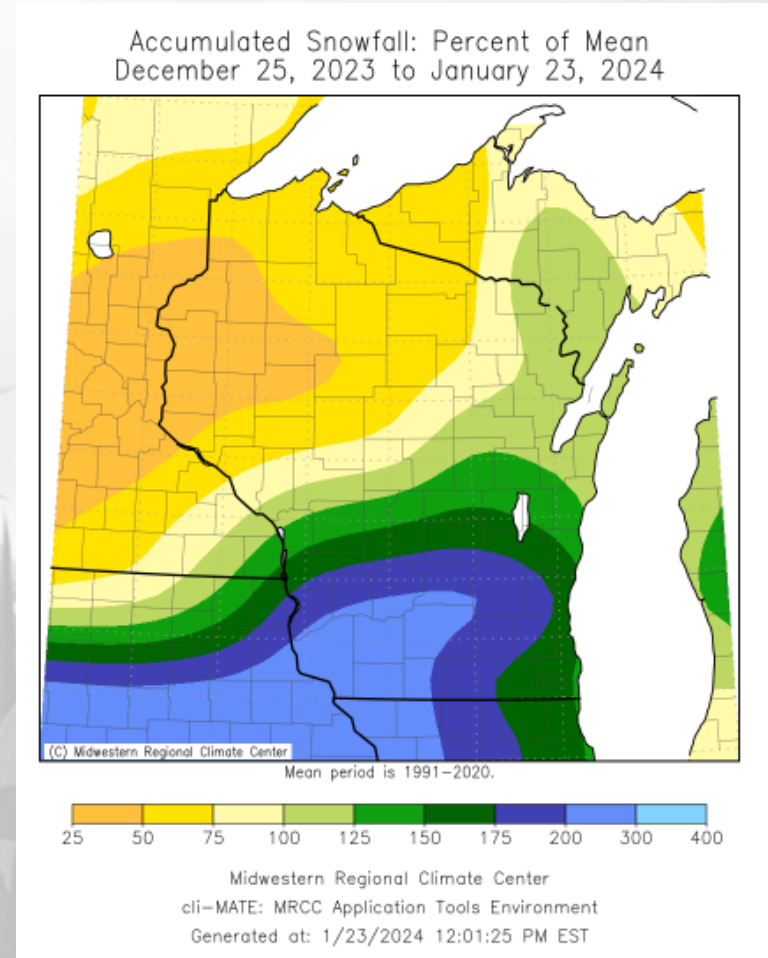 Accumulated Snowfall: Percent of Mean
December 25, 2023 to January 23, 2024
(C) Midwestern Regional Climate Center
Mean period is 1991-2020.
25 50 75 100 125 150 175 200 300 400
Midwestern Regional Climate Center
cli-MATE: MRCC Application Tools Environment
Generated at: 1/23/2024 12:01:25 PM EST